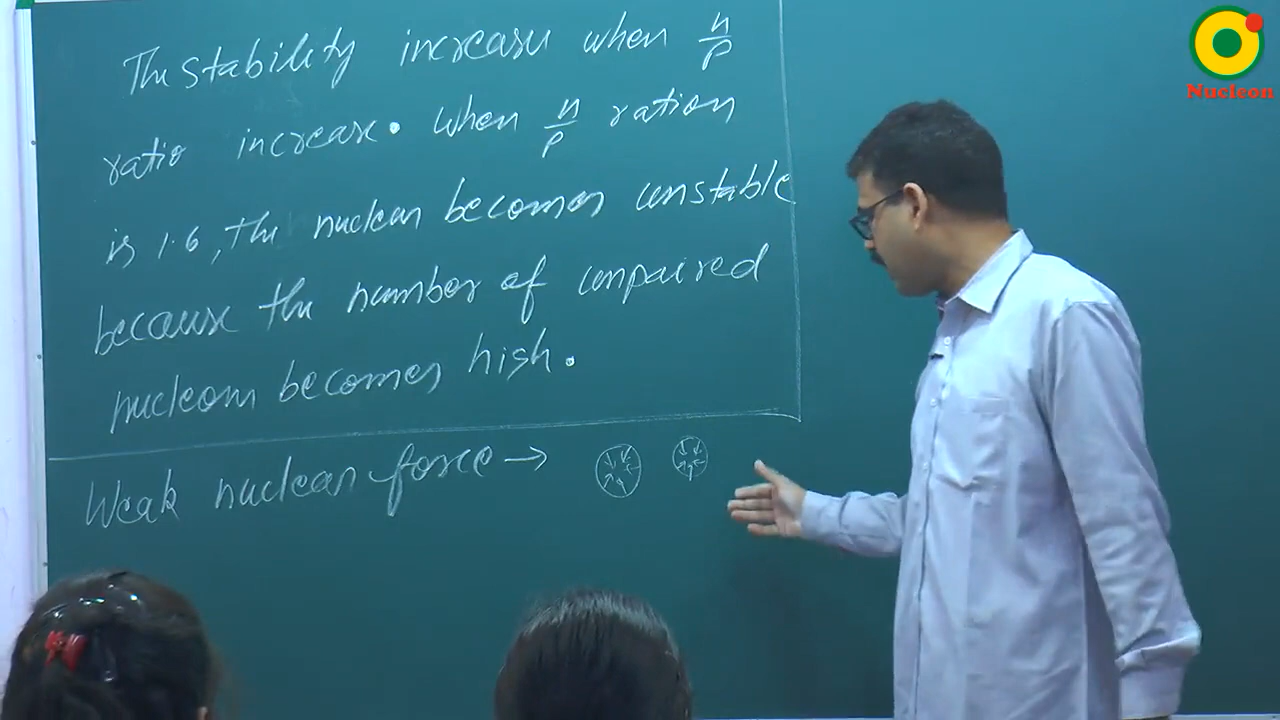 The stability increase when n/p
ratio increase. when n/p ration
is 1.6, the nuclear becomes unstable
because the number of unpaired
nucleons becomes high.
Weak nuclear force →
Nucleon